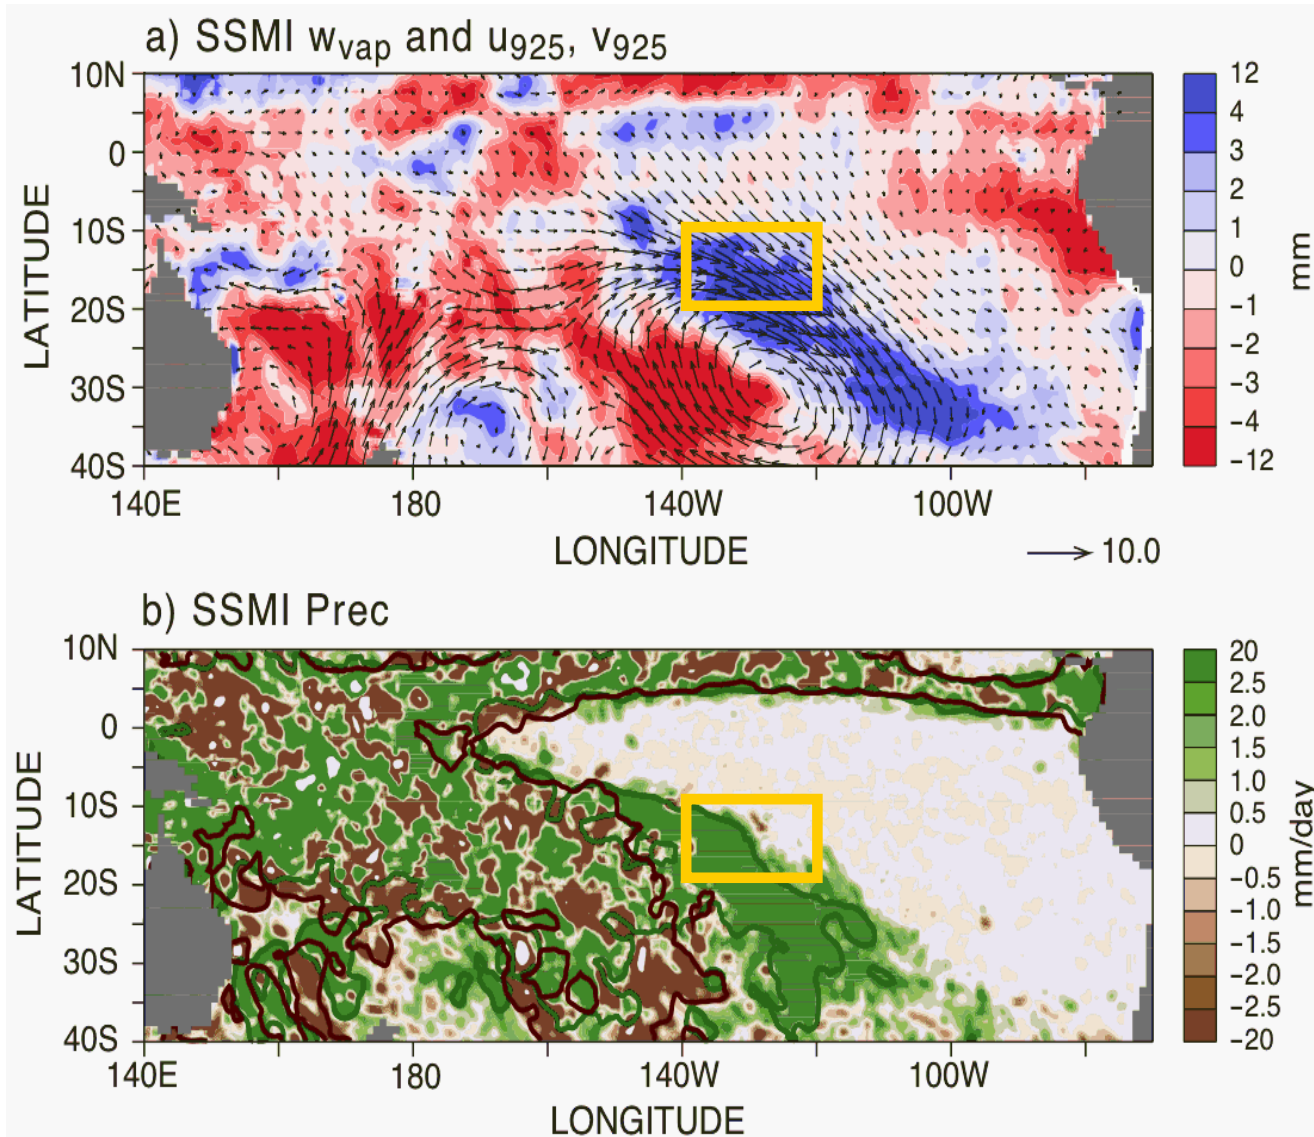 a) SSMI w_vap and u_925, v_925
10N
0
10S
20S
30S
40S
LATITUDE
140E 180 140W 100W
LONGITUDE
12
4
3
2
1
0
−1
−2
−3
−4
−12
mm
10.0
b) SSMI Prec
10N
0
10S
20S
30S
40S
LATITUDE
140E 180 140W 100W
LONGITUDE
20
2.5
2.0
1.5
1.0
0.5
0
−0.5
−1.0
−1.5
−2.0
−2.5
−20
mm/day